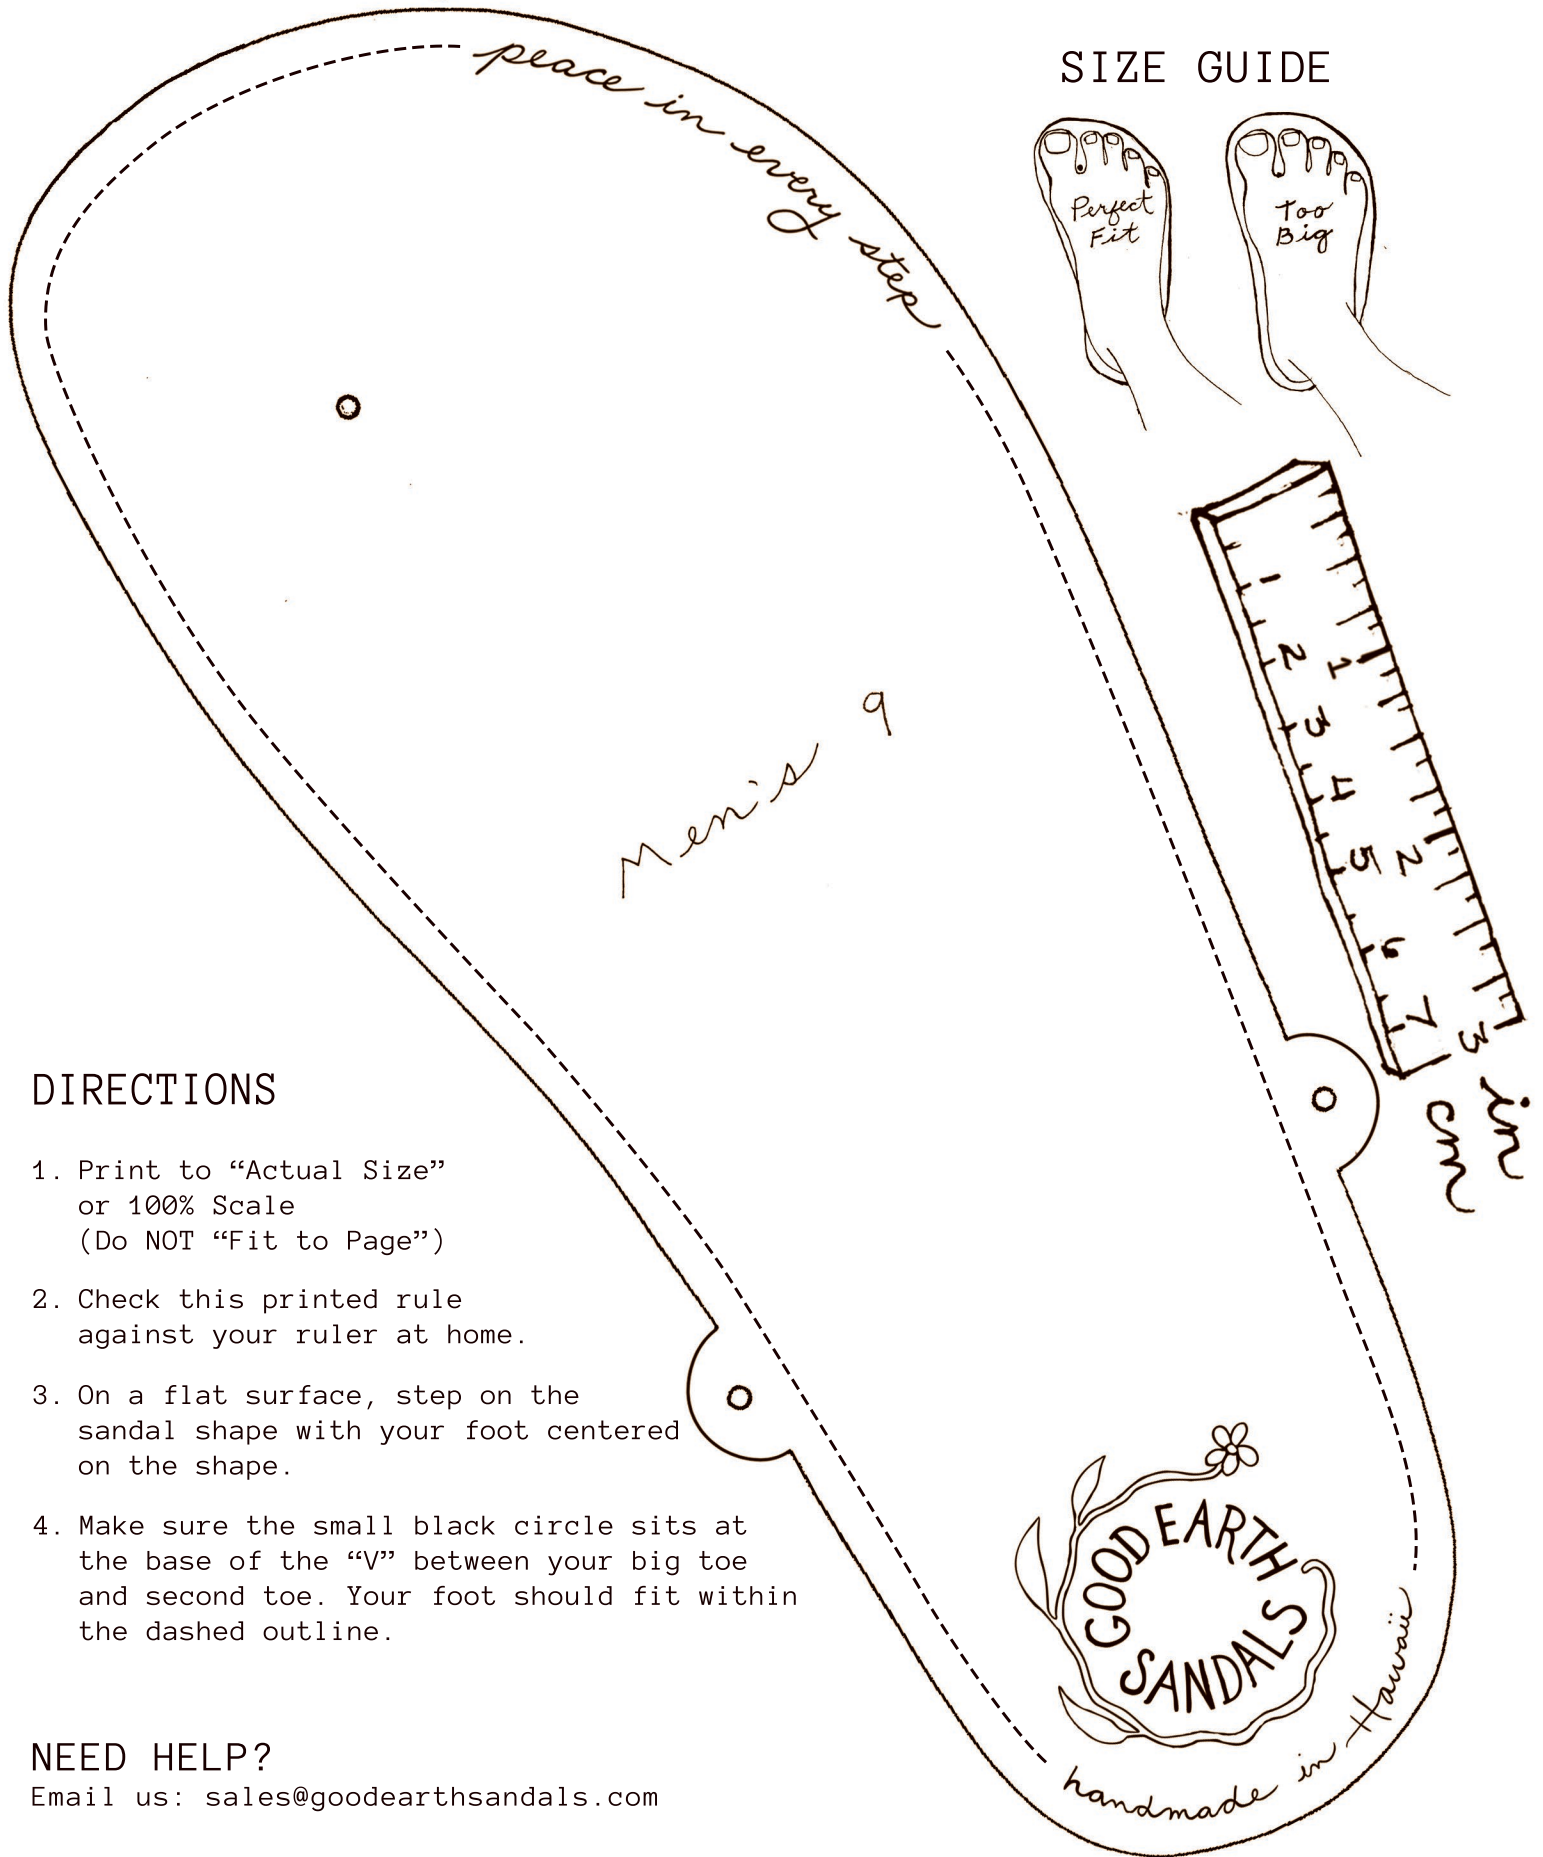 peace in every step
SIZE GUIDE
Perfect
Fit
Too
Big
1
2
3
4
5
6
7
1
2
3
in
cm
Men's 9
DIRECTIONS
1. Print to “Actual Size”
or 100% Scale
(Do NOT “Fit to Page”)
2. Check this printed rule
against your ruler at home.
3. On a flat surface, step on the
sandal shape with your foot centered
on the shape.
4. Make sure the small black circle sits at
the base of the “V” between your big toe
and second toe. Your foot should fit within
the dashed outline.
GOOD EARTH
SANDALS
handmade in Hawaii
NEED HELP?
Email us: sales@goodearthsandals.com